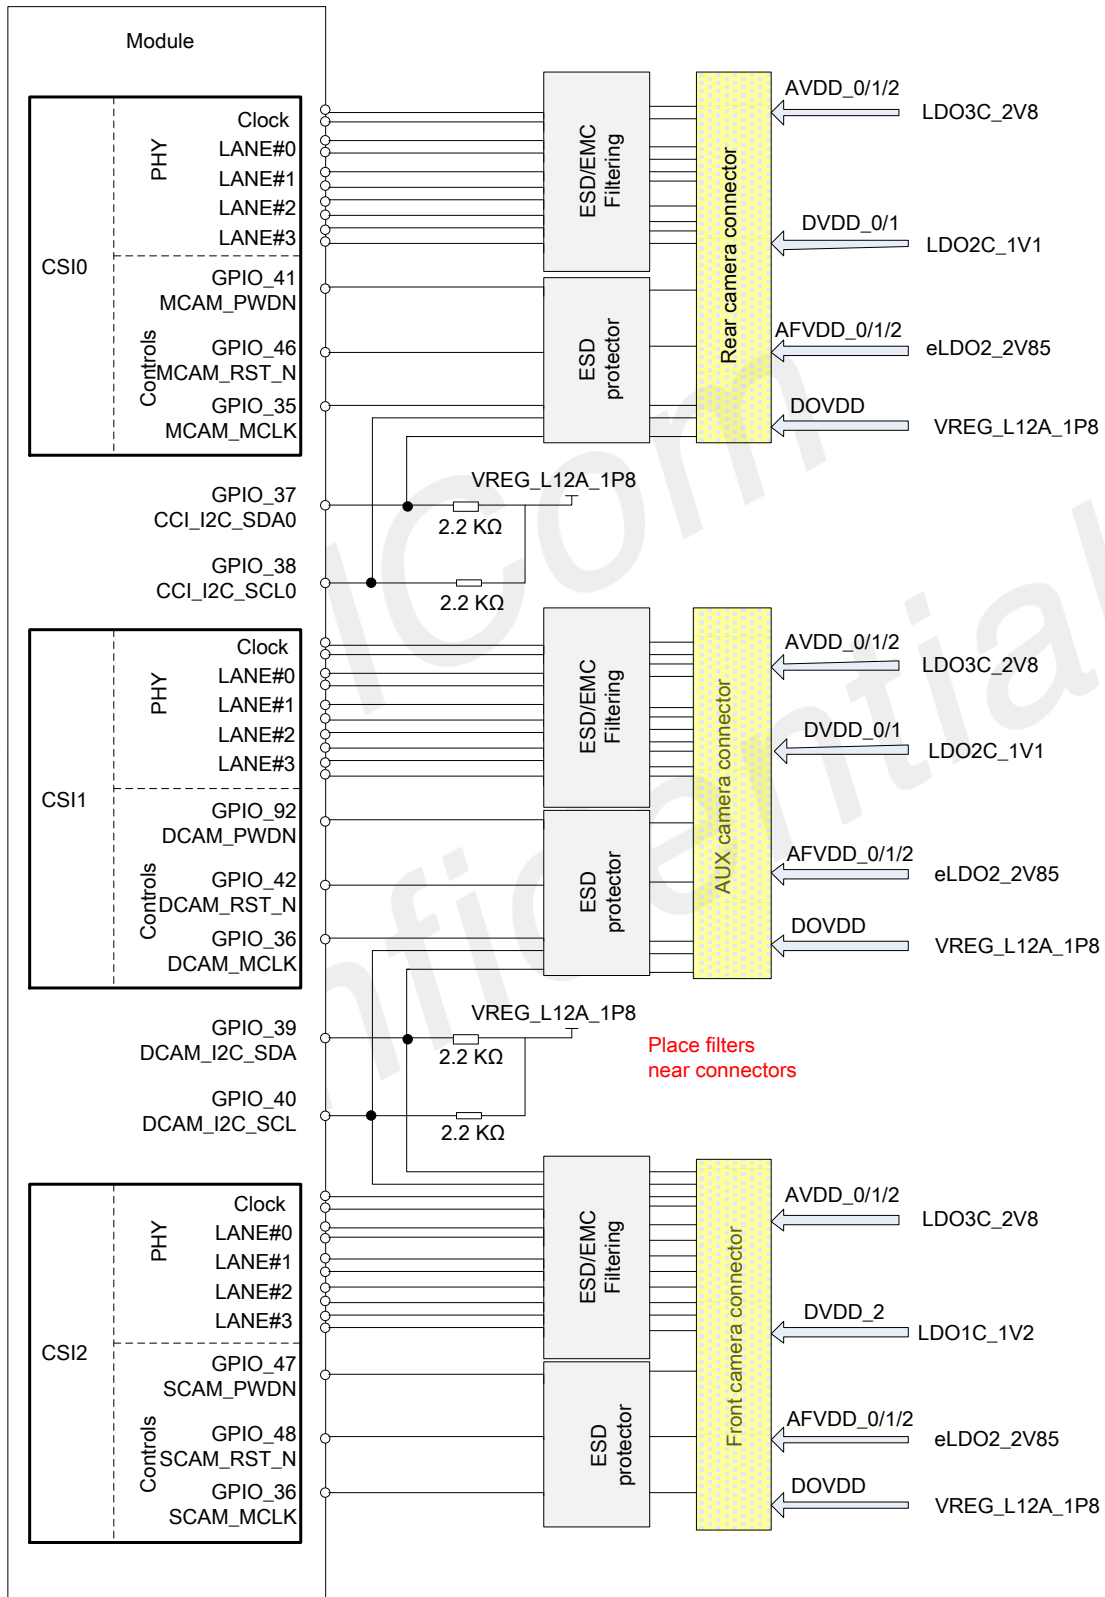 Module
CSI0
PHY
Clock
LANE#0
LANE#1
LANE#2
LANE#3
Controls
GPIO_41
MCAM_PWDN
GPIO_46
MCAM_RST_N
GPIO_35
MCAM_MCLK
ESD/EMC
Filtering
ESD
protector
Rear camera connector
AVDD_0/1/2
LDO3C_2V8
DVDD_0/1
LDO2C_1V1
AFVDD_0/1/2
eLDO2_2V85
DOVDD
VREG_L12A_1P8
GPIO_37
CCI_I2C_SDA0
VREG_L12A_1P8
2.2 KΩ
GPIO_38
CCI_I2C_SCL0
2.2 KΩ
CSI1
PHY
Clock
LANE#0
LANE#1
LANE#2
LANE#3
Controls
GPIO_92
DCAM_PWDN
GPIO_42
DCAM_RST_N
GPIO_36
DCAM_MCLK
ESD/EMC
Filtering
ESD
protector
AUX camera connector
AVDD_0/1/2
LDO3C_2V8
DVDD_0/1
LDO2C_1V1
AFVDD_0/1/2
eLDO2_2V85
DOVDD
VREG_L12A_1P8
GPIO_39
DCAM_I2C_SDA
VREG_L12A_1P8
2.2 KΩ
GPIO_40
DCAM_I2C_SCL
2.2 KΩ
Place filters
near connectors
CSI2
PHY
Clock
LANE#0
LANE#1
LANE#2
LANE#3
Controls
GPIO_47
SCAM_PWDN
GPIO_48
SCAM_RST_N
GPIO_36
SCAM_MCLK
ESD/EMC
Filtering
ESD
protector
Front camera connector
AVDD_0/1/2
LDO3C_2V8
DVDD_2
LDO1C_1V2
AFVDD_0/1/2
eLDO2_2V85
DOVDD
VREG_L12A_1P8